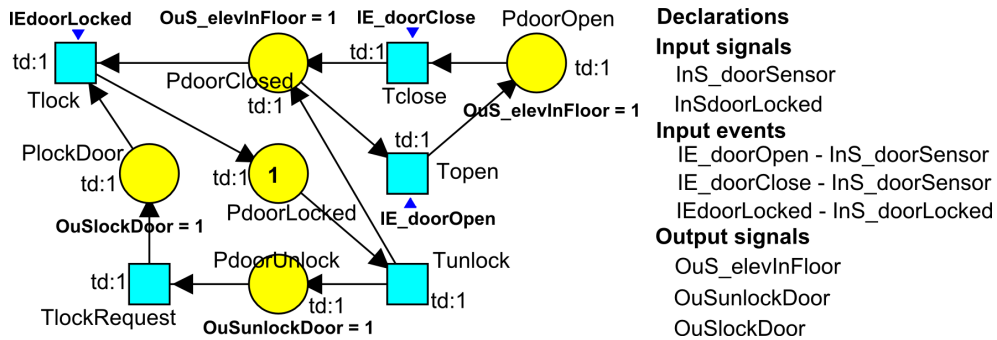 IEdoorLocked
OuS_elevInFloor = 1
IE_doorClose
PdoorOpen
td:1
td:1
td:1
Tlock
PdoorClosed
td:1
Tclose
OuS_elevInFloor = 1
td:1
PlockDoor
td:1
td:1
1
Topen
PdoorLocked
IE_doorOpen
OuSlockDoor = 1
PdoorUnlock
Tunlock
td:1
td:1
td:1
TlockRequest
OuSunlockDoor = 1
Declarations
Input signals
InS_doorSensor
InSdoorLocked
Input events
IE_doorOpen - InS_doorSensor
IE_doorClose - InS_doorSensor
IEdoorLocked - InS_doorLocked
Output signals
OuS_elevInFloor
OuSunlockDoor
OuSlockDoor